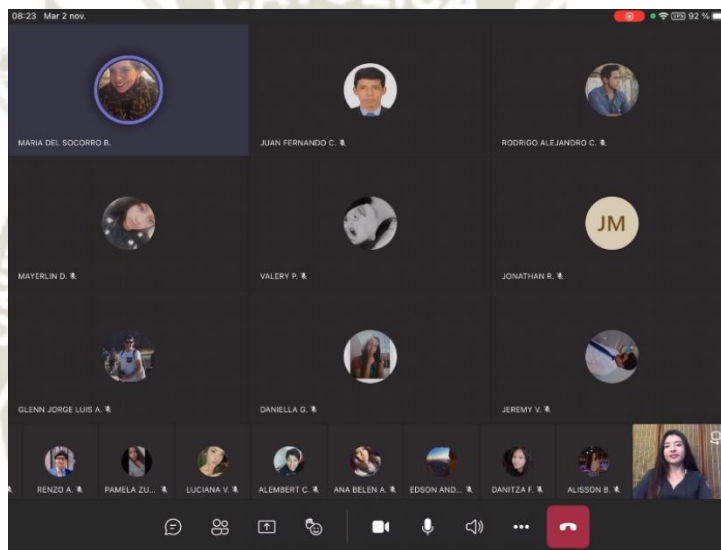 08:23 Mar 2 nov.
VPN 92 %
MARIA DEL SOCORRO B.
JUAN FERNANDO C.
RODRIGO ALEJANDRO C.
MAYERLIN D.
VALERY P.
JM
JONATHAN R.
GLENN JORGE LUIS A.
DANIELLA G.
JEREMY V.
RENZO A.
PAMELA ZU...
LUCIANA V.
ALEMBERT C.
ANA BELEN A.
EDSON AND...
DANITZA F.
ALISSON B.